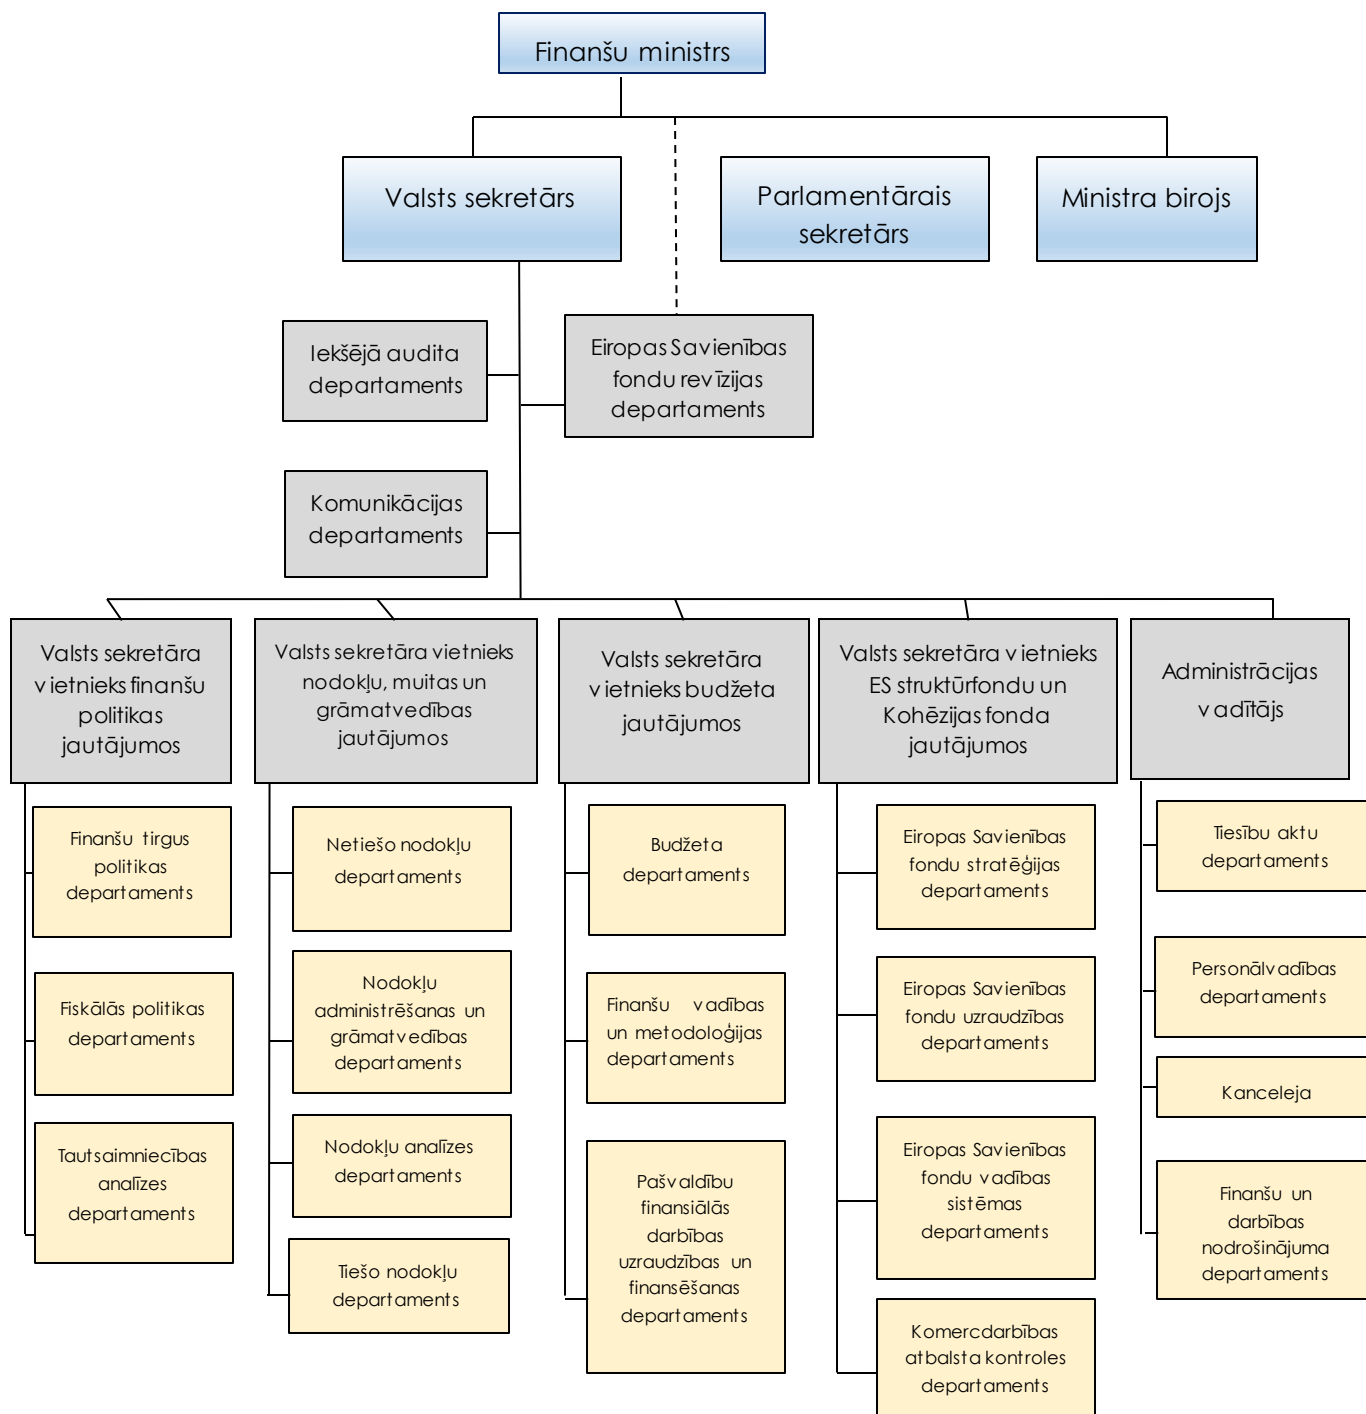 Finanšu ministrs
Valsts sekretārs
Parlamentārais
sekretārs
Ministra birojs
Iekšējā audita
departaments
Eiropas Savienības
fondu revīzijas
departaments
Komunikācijas
departaments
Valsts sekretāra
vietnieks finanšu
politikas
jautājumos
Valsts sekretāra vietnieks
nodokļu, muitas un
grāmatvedības
jautājumos
Valsts sekretāra
vietnieks budžeta
jautājumos
Valsts sekretāra vietnieks
ES struktūrfondu un
Kohēzijas fonda
jautājumos
Administrācijas
vadītājs
Finanšu tirgus
politikas
departaments
Fiskālās politikas
departaments
Tautsaimniecības
analīzes
departaments
Netiešo nodokļu
departaments
Nodokļu
administrēšanas un
grāmatvedības
departaments
Nodokļu analīzes
departaments
Tiešo nodokļu
departaments
Budžeta
departaments
Finanšu vadības
un metodoloģijas
departaments
Pašvaldību
finansiālās
darbības
uzraudzības un
finansēšanas
departaments
Eiropas Savienības
fondu stratēģijas
departaments
Eiropas Savienības
fondu uzraudzības
departaments
Eiropas Savienības
fondu vadības
sistēmas
departaments
Komercdarbības
atbalsta kontroles
departaments
Tiesību aktu
departaments
Personālvadības
departaments
Kanceleja
Finanšu un
darbības
nodrošinājuma
departaments